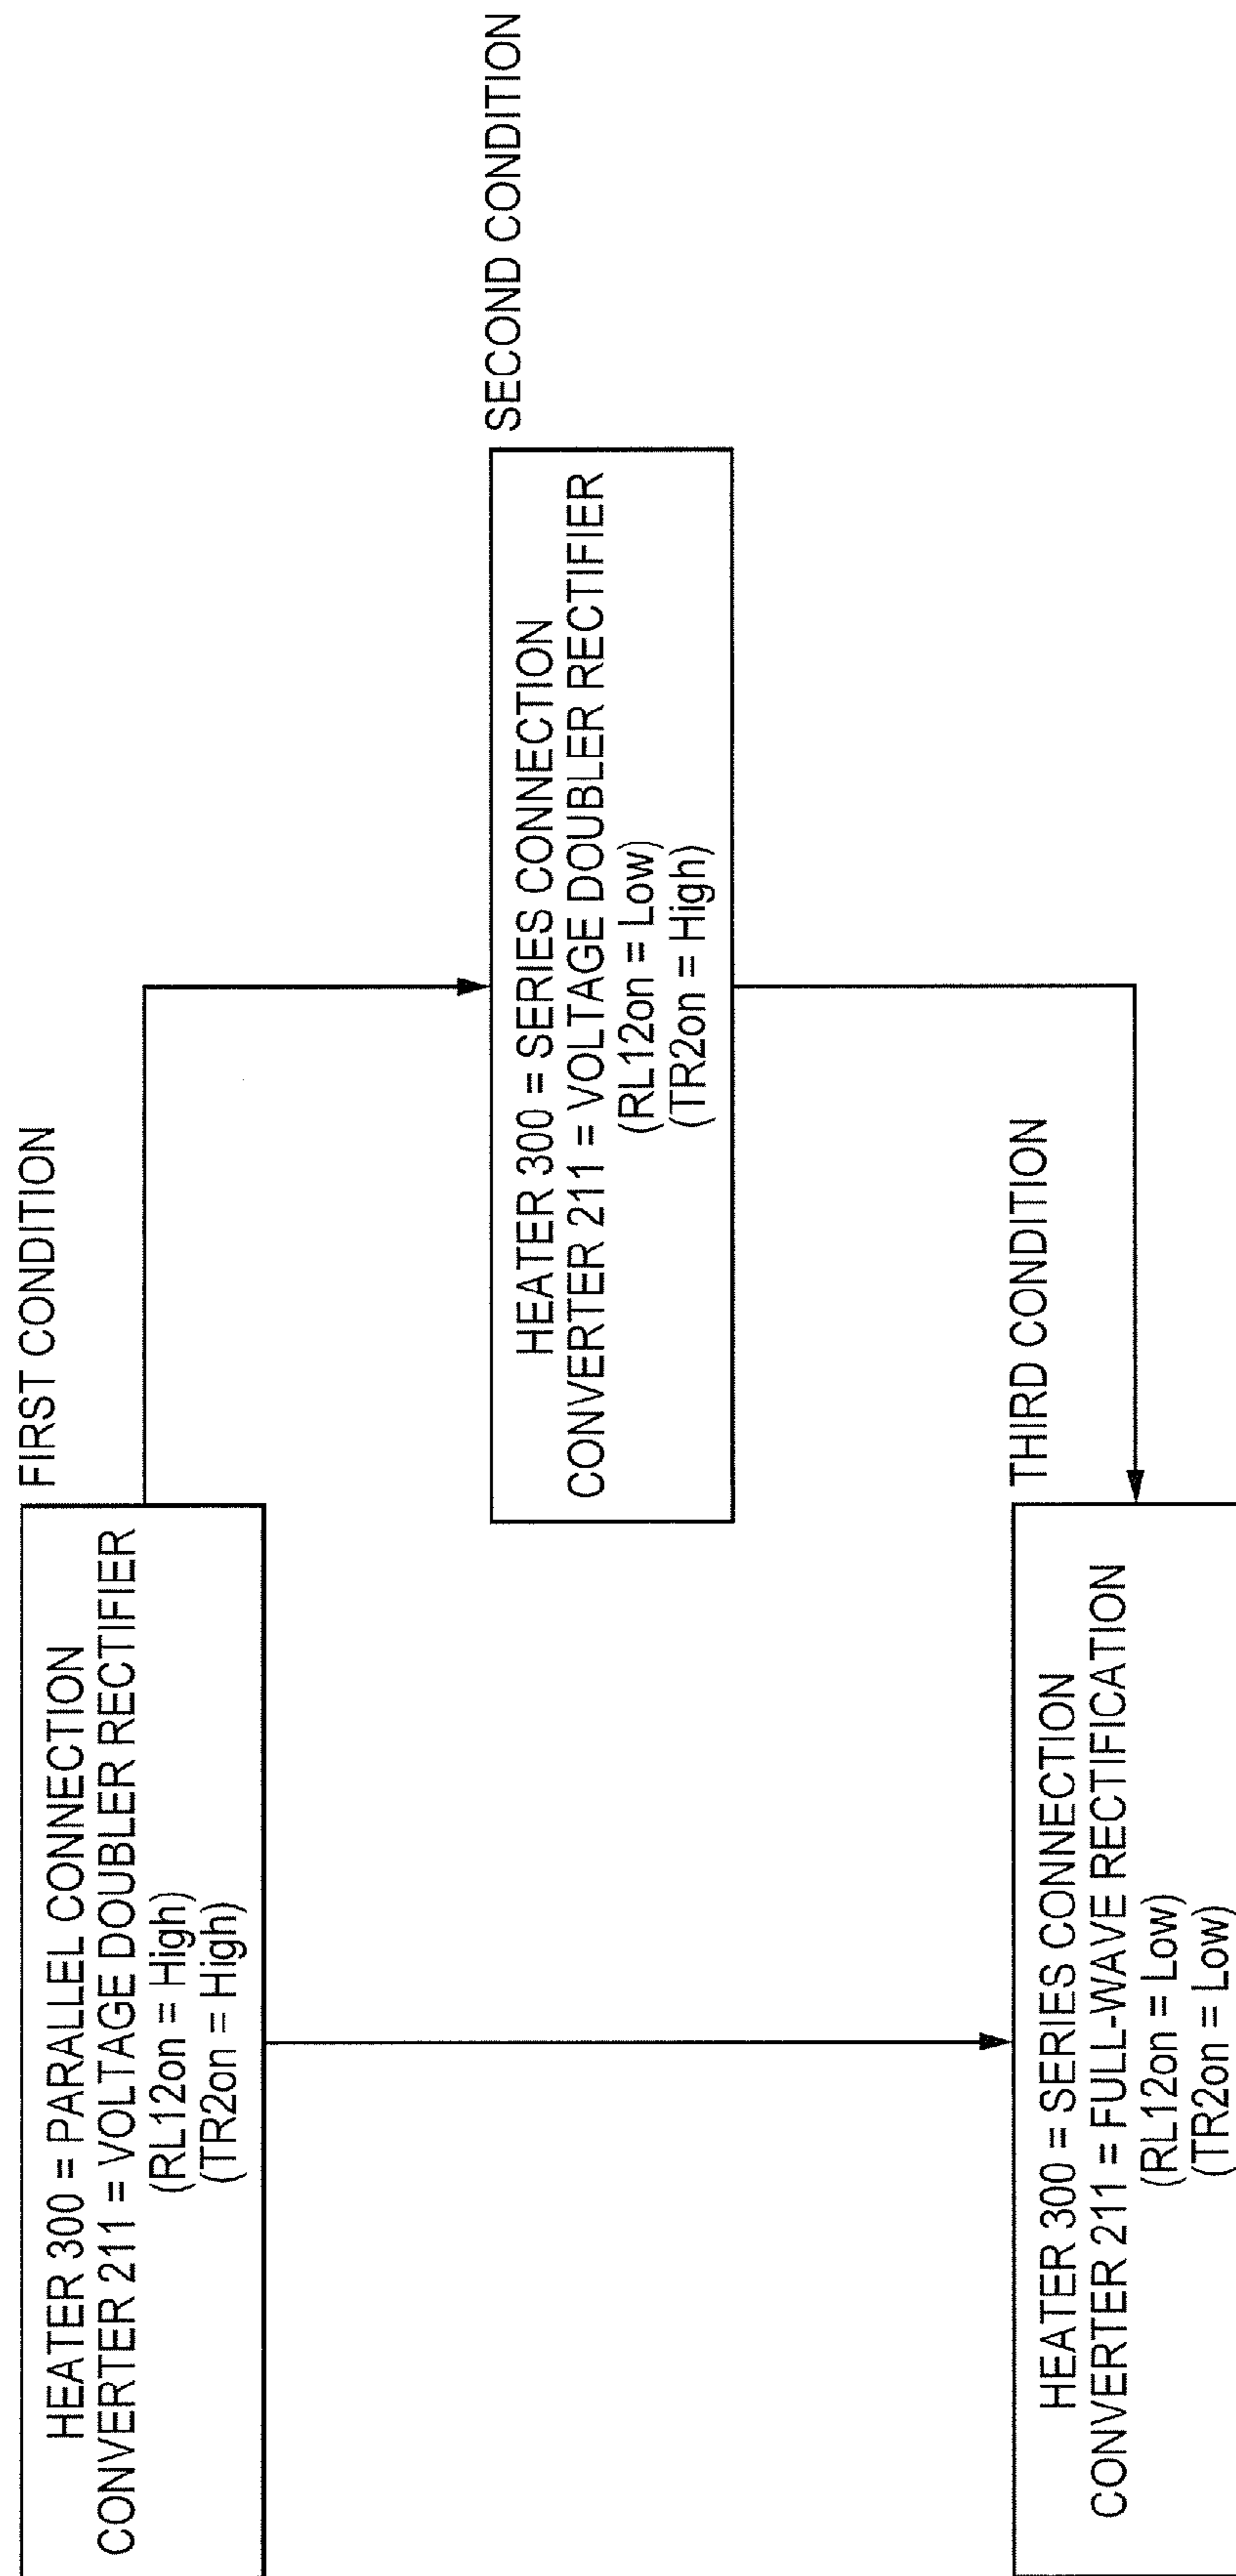 FIRST CONDITION
HEATER 300 = PARALLEL CONNECTION
CONVERTER 211 = VOLTAGE DOUBLER RECTIFIER
(RL12on = High)
(TR2on = High)
SECOND CONDITION
HEATER 300 = SERIES CONNECTION
CONVERTER 211 = VOLTAGE DOUBLER RECTIFIER
(RL12on = Low)
(TR2on = High)
THIRD CONDITION
HEATER 300 = SERIES CONNECTION
CONVERTER 211 = FULL-WAVE RECTIFICATION
(RL12on = Low)
(TR2on = Low)